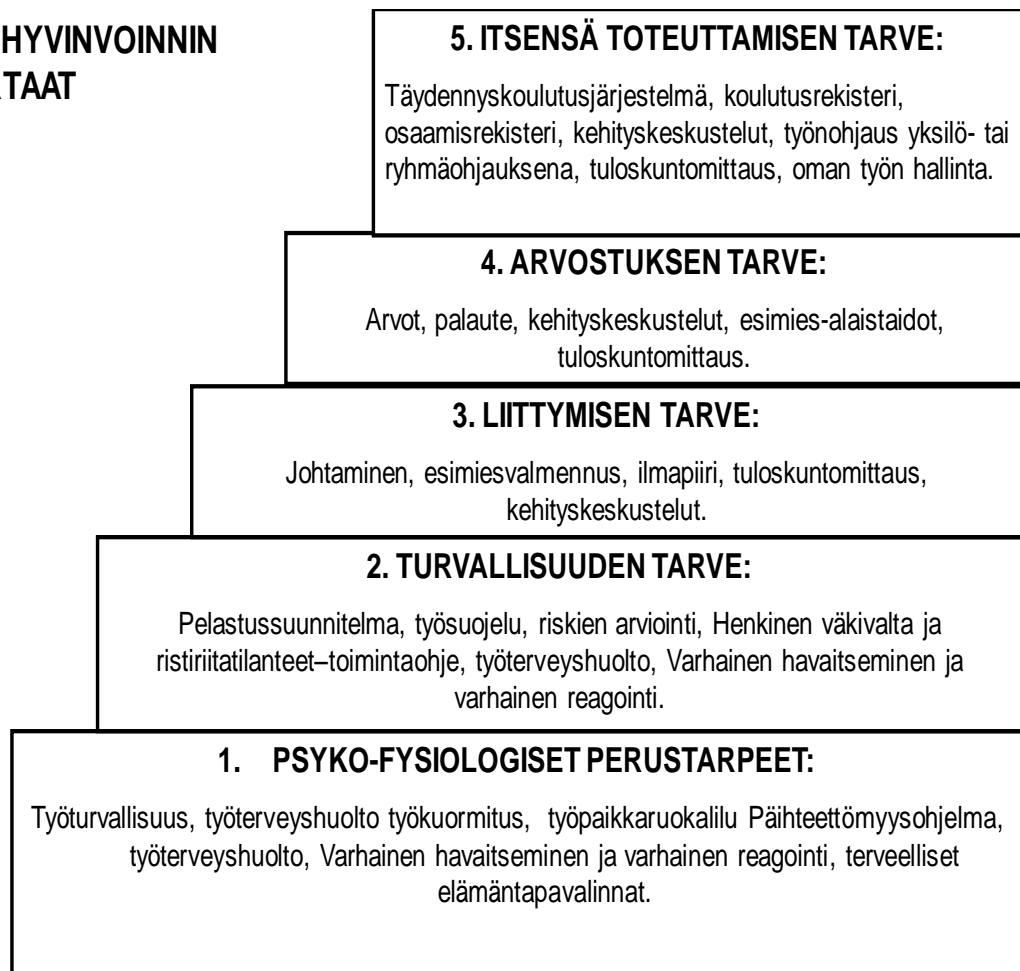 HYVINVOINNIN
TAAT
5. ITSENSÄ TOTEUTTAMISEN TARVE:
Täydennyskoulutusjärjestelmä, koulutusrekisteri,
osaamisrekisteri, kehityskeskustelut, työnohjaus yksilö- tai
ryhmäohjauksena, tuloskuntomittaus, oman työn hallinta.
4. ARVOSTUKSEN TARVE:
Arvot, palaute, kehityskeskustelut, esimies-alaistaidot,
tuloskuntomittaus.
3. LIITTYMISEN TARVE:
Johtaminen, esimiesvalmennus, ilmapiiri, tuloskuntomittaus,
kehityskeskustelut.
2. TURVALLISUUDEN TARVE:
Pelastussuunnitelma, työsuojelu, riskien arviointi, Henkinen väkivalta ja
ristiriitatilanteet–toimintaohje, työterveyshuolto, Varhainen havaitseminen ja
varhainen reagointi.
1. PSYKO-FYSIOLOGISET PERUSTARPEET:
Työturvallisuus, työterveyshuolto työkuormitus, työpaikkaruokalilu Päihteettömyysohjelma,
työterveyshuolto, Varhainen havaitseminen ja varhainen reagointi, terveelliset
elämäntapavalinnat.